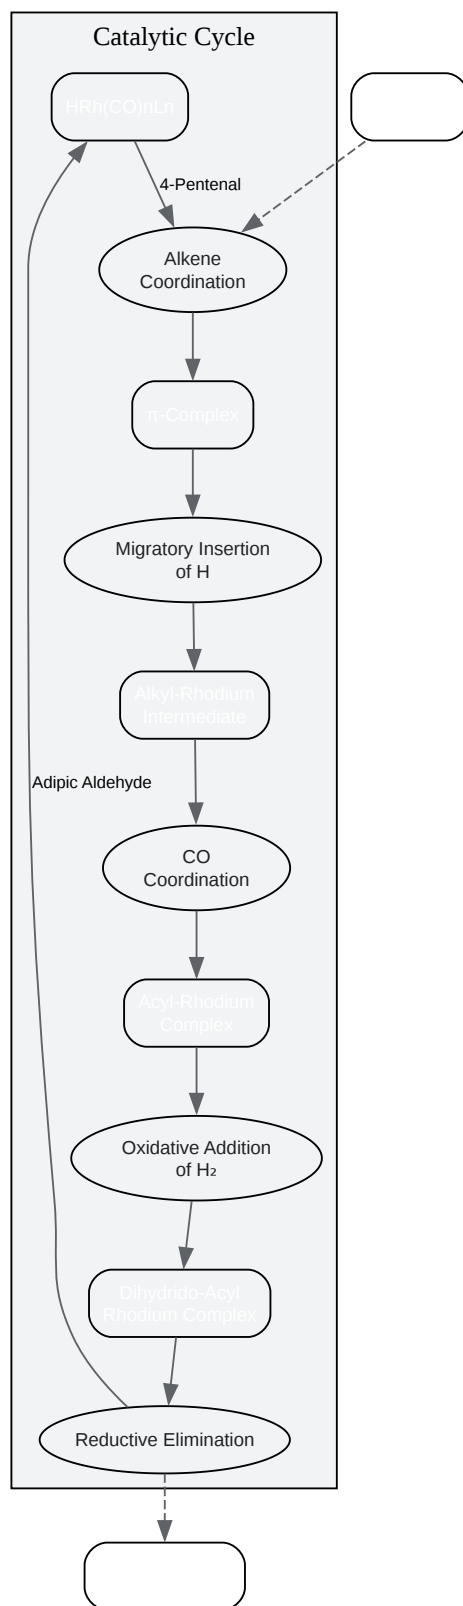 Catalytic Cycle
HRh(CO)nLn
4-Pentenal
Alkene
Coordination
π-Complex
Migratory Insertion
of H
Alkyl-Rhodium
Intermediate
Adipic Aldehyde
CO
Coordination
Acyl-Rhodium
Complex
Oxidative Addition
of H₂
Dihydrido-Acyl
Rhodium Complex
Reductive Elimination